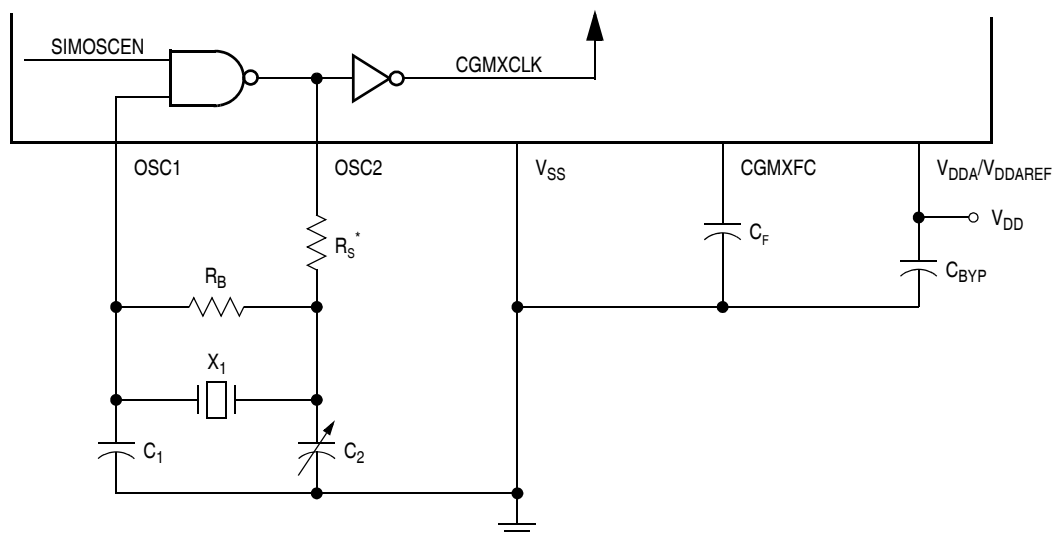 SIMOSCEN
CGMXCLK
OSC1
OSC2
VSS
CGMXFC
VDDA/VDDAREF
RS*
CF
VDD
CBYP
RB
X1
C1
C2